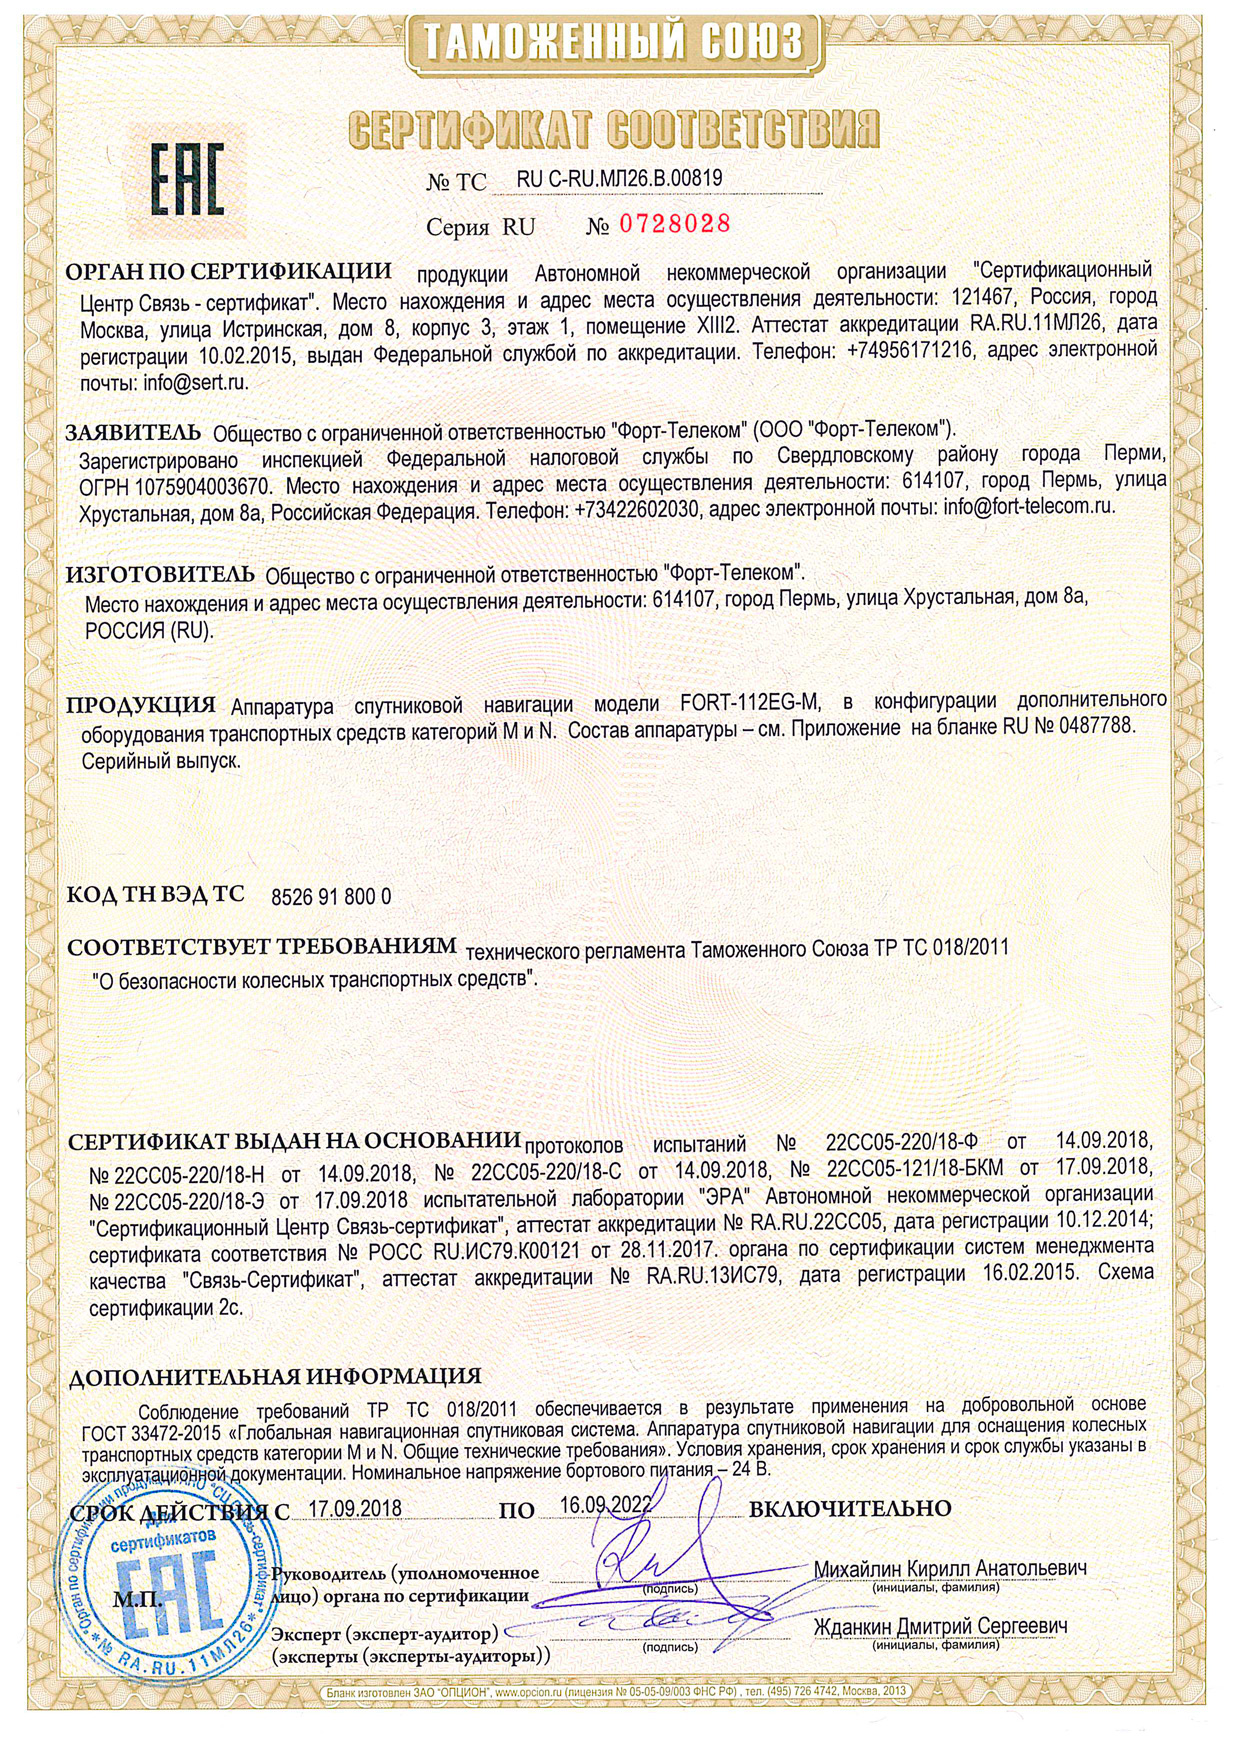 ТАМОЖЕННЫЙ СОЮЗ
СЕРТИФИКАТ СООТВЕТСТВИЯ
ЕАС
№ ТС RU С-RU.МЛ26.В.00819
Серия RU № 0728028
ОРГАН ПО СЕРТИФИКАЦИИ продукции Автономной некоммерческой организации "Сертификационный
Центр Связь - сертификат". Место нахождения и адрес места осуществления деятельности: 121467, Россия, город
Москва, улица Истринская, дом 8, корпус 3, этаж 1, помещение XIII2. Аттестат аккредитации RA.RU.11МЛ26, дата
регистрации 10.02.2015, выдан Федеральной службой по аккредитации. Телефон: +74956171216, адрес электронной
почты: info@sert.ru.
ЗАЯВИТЕЛЬ Общество с ограниченной ответственностью "Форт-Телеком" (ООО "Форт-Телеком").
Зарегистрировано инспекцией Федеральной налоговой службы по Свердловскому району города Перми,
ОГРН 1075904003670. Место нахождения и адрес места осуществления деятельности: 614107, город Пермь, улица
Хрустальная, дом 8а, Российская Федерация. Телефон: +73422602030, адрес электронной почты: info@fort-telecom.ru.
ИЗГОТОВИТЕЛЬ Общество с ограниченной ответственностью "Форт-Телеком".
Место нахождения и адрес места осуществления деятельности: 614107, город Пермь, улица Хрустальная, дом 8а,
РОССИЯ (RU).
ПРОДУКЦИЯ Аппаратура спутниковой навигации модели FORT-112EG-M, в конфигурации дополнительного
оборудования транспортных средств категорий M и N. Состав аппаратуры – см. Приложение на бланке RU № 0487788.
Серийный выпуск.
КОД ТН ВЭД ТС 8526 91 800 0
СООТВЕТСТВУЕТ ТРЕБОВАНИЯМ технического регламента Таможенного Союза ТР ТС 018/2011
"О безопасности колесных транспортных средств".
СЕРТИФИКАТ ВЫДАН НА ОСНОВАНИИ протоколов испытаний № 22СС05-220/18-Ф от 14.09.2018,
№ 22СС05-220/18-Н от 14.09.2018, № 22СС05-220/18-С от 14.09.2018, № 22СС05-121/18-БКМ от 17.09.2018,
№ 22СС05-220/18-Э от 17.09.2018 испытательной лаборатории "ЭРА" Автономной некоммерческой организации
"Сертификационный Центр Связь-сертификат", аттестат аккредитации № RA.RU.22СС05, дата регистрации 10.12.2014;
сертификата соответствия № РОСС RU.ИС79.К00121 от 28.11.2017. органа по сертификации систем менеджмента
качества "Связь-Сертификат", аттестат аккредитации № RA.RU.13ИС79, дата регистрации 16.02.2015. Схема
сертификации 2с.
ДОПОЛНИТЕЛЬНАЯ ИНФОРМАЦИЯ
Соблюдение требований ТР ТС 018/2011 обеспечивается в результате применения на добровольной основе
ГОСТ 33472-2015 «Глобальная навигационная спутниковая система. Аппаратура спутниковой навигации для оснащения колесных
транспортных средств категории M и N. Общие технические требования». Условия хранения, срок хранения и срок службы указаны в
эксплуатационной документации. Номинальное напряжение бортового питания – 24 В.
СРОК ДЕЙСТВИЯ С 17.09.2018 ПО 16.09.2022 ВКЛЮЧИТЕЛЬНО
Орган по сертификации продукции АНО "СЦ Связь-сертификат"
* RA.RU.11МЛ26 *
Для
сертификатов
ЕАС
М.П.
Руководитель (уполномоченное
лицо) органа по сертификации
(подпись)
Михайлин Кирилл Анатольевич
(инициалы, фамилия)
Эксперт (эксперт-аудитор)
(эксперты (эксперты-аудиторы))
(подпись)
Жданкин Дмитрий Сергеевич
(инициалы, фамилия)
Бланк изготовлен ЗАО "ОПЦИОН", www.opcion.ru (лицензия № 05-05-09/003 ФНС РФ) , тел. (495) 726 4742, Москва, 2013